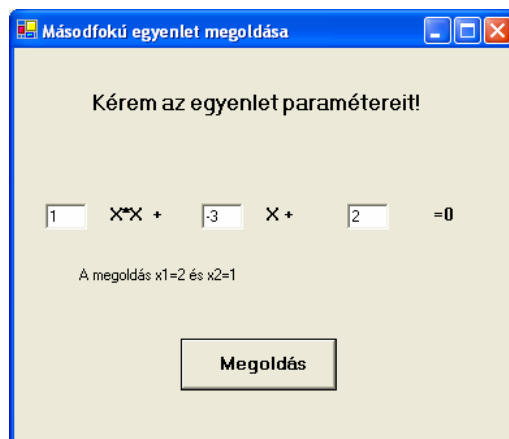 Másodfokú egyenlet megoldása
Kérem az egyenlet paramétereit!
1 X*X + -3 X + 2 =0
A megoldás x1=2 és x2=1
Megoldás